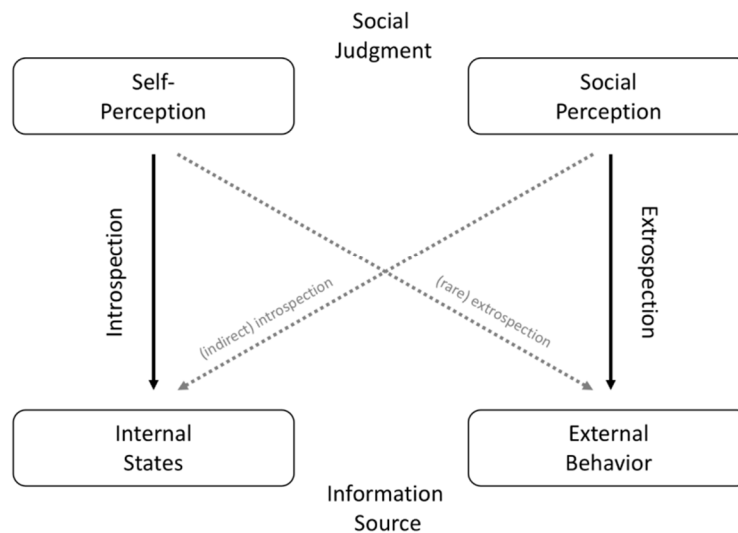 Social
Judgment
Self-
Perception
Social
Perception
Introspection
Extrospection
(indirect) introspection
(rare) extrospection
Internal
States
External
Behavior
Information
Source